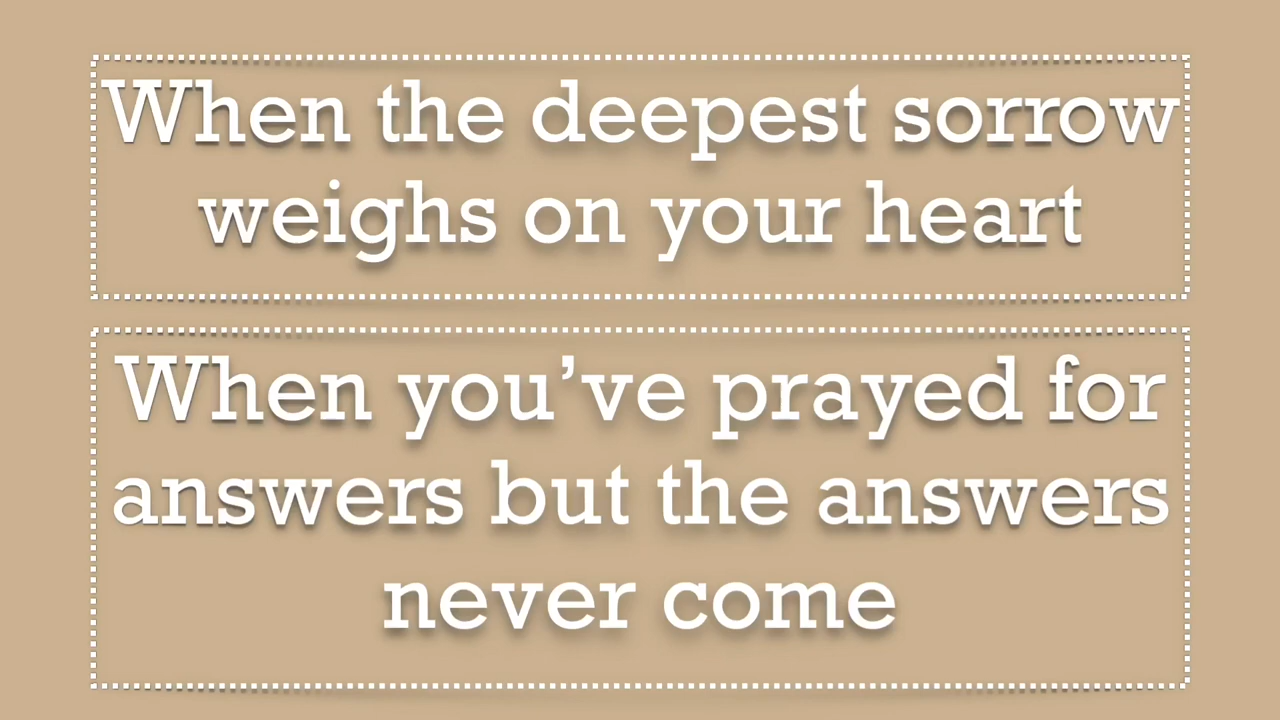 When the deepest sorrow
weighs on your heart
When you’ve prayed for
answers but the answers
never come